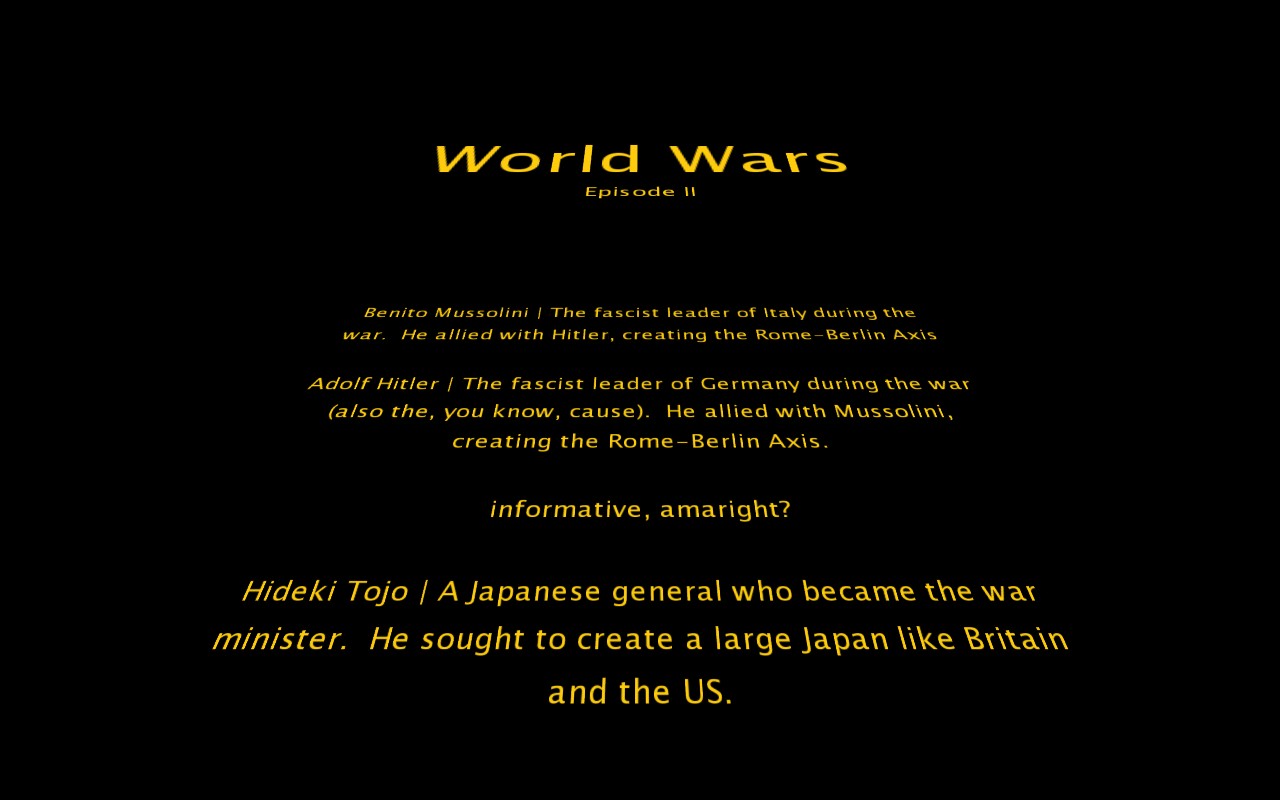 World Wars
Episode II
Benito Mussolini | The fascist leader of Italy during the
war.  He allied with Hitler, creating the Rome-Berlin Axis
Adolf Hitler | The fascist leader of Germany during the war
(also the, you know, cause).  He allied with Mussolini,
creating the Rome-Berlin Axis.
informative, amaright?
Hideki Tojo | A Japanese general who became the war
minister.  He sought to create a large Japan like Britain
and the US.